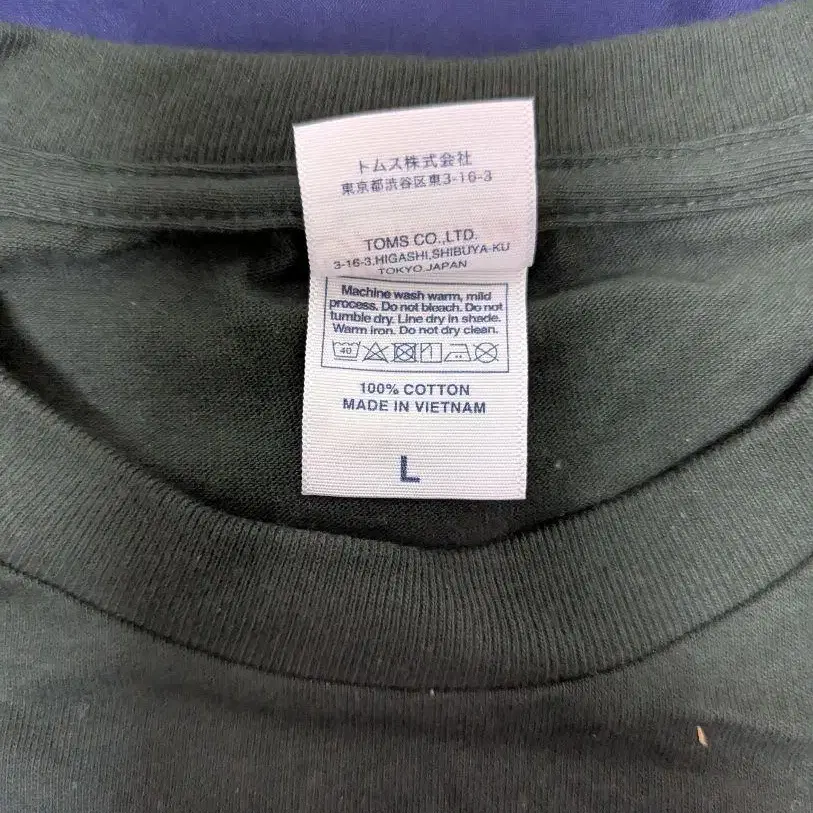 トムス株式会社
東京都渋谷区東3-16-3
TOMS CO.,LTD.
3-16-3,HIGASHI,SHIBUYA-KU
TOKYO,JAPAN
Machine wash warm, mild
process. Do not bleach. Do not
tumble dry. Line dry in shade.
Warm iron. Do not dry clean.
40
100% COTTON
MADE IN VIETNAM
L